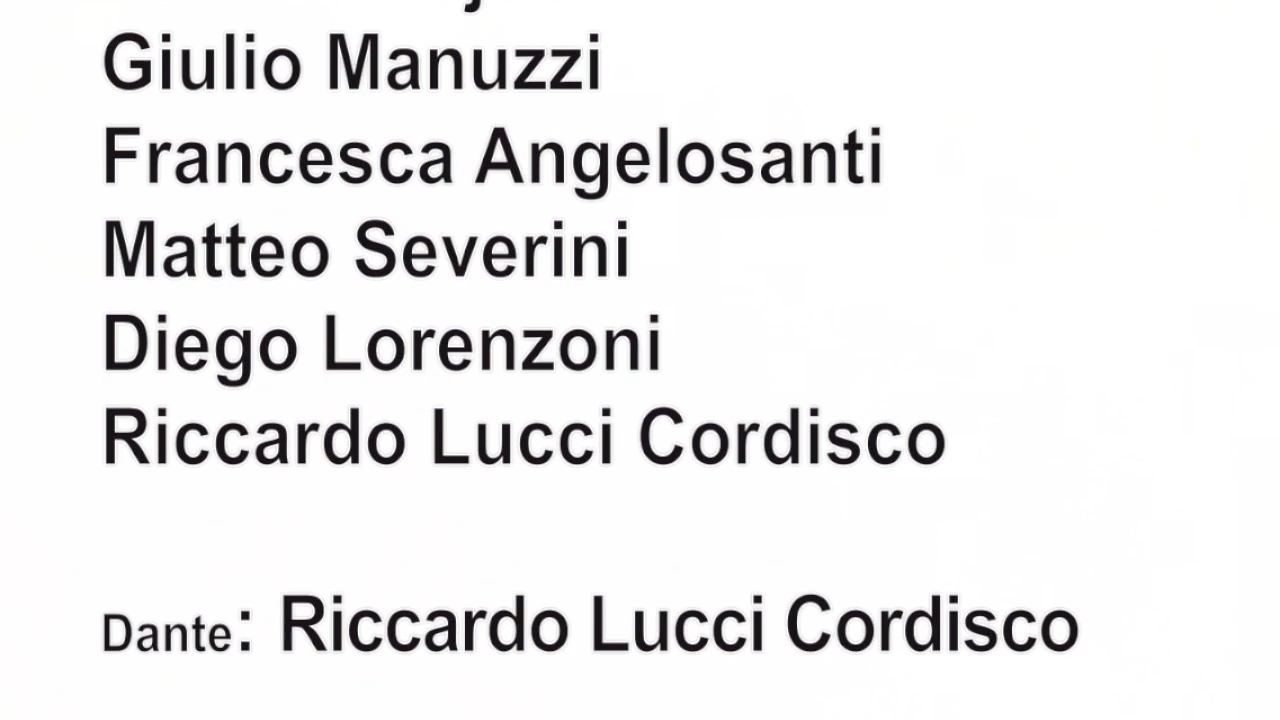 Giulio Manuzzi
Francesca Angelosanti
Matteo Severini
Diego Lorenzoni
Riccardo Lucci Cordisco
Dante: Riccardo Lucci Cordisco